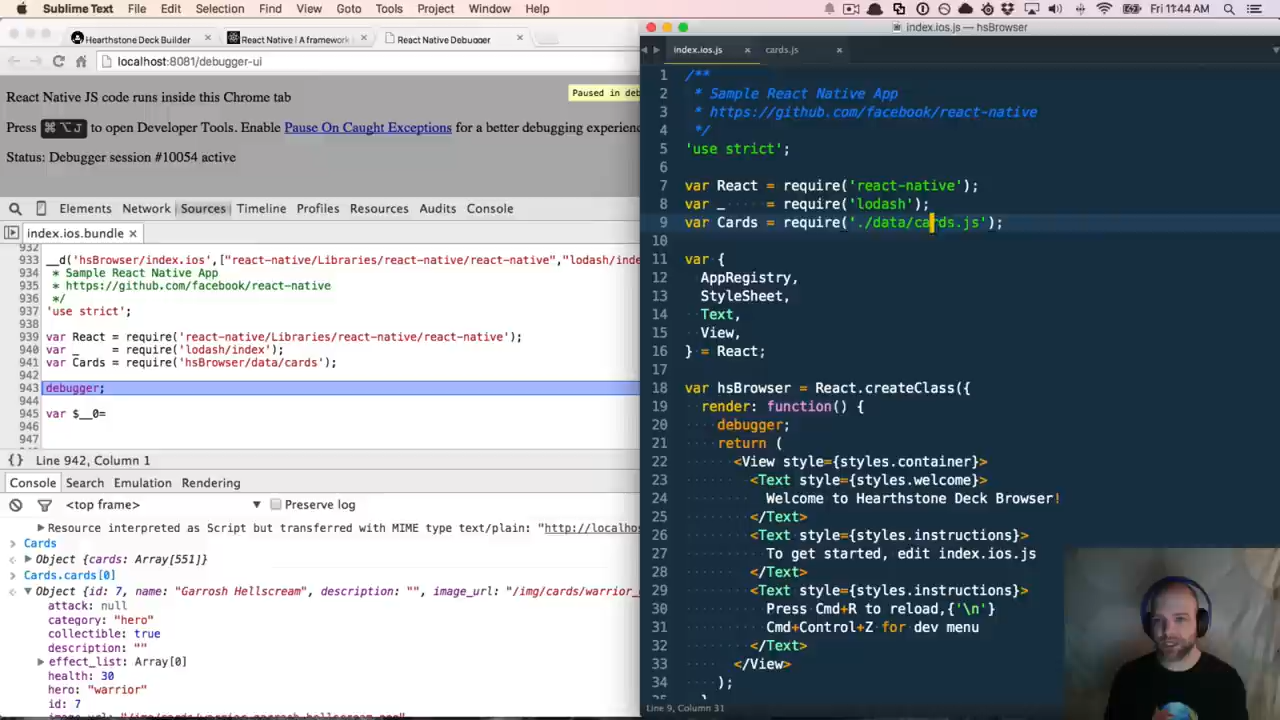 Sublime Text File Edit Selection Find View Goto Tools Project Window Help Fri 11:44 AM
Hearthstone Deck Builder × React Native | A framework × React Native Debugger ×
localhost:8081/debugger-ui
React Native JS code runs inside this Chrome tab
Paused in deb
Press ⌘⌥J to open Developer Tools. Enable Pause On Caught Exceptions for a better debugging experien
Status: Debugger session #10054 active
Elements Network Sources Timeline Profiles Resources Audits Console
index.ios.bundle ×
932
933 __d('hsBrowser/index.ios',["react-native/Libraries/react-native/react-native","lodash/inde
934 * Sample React Native App
935 * https://github.com/facebook/react-native
936 */
937 'use strict';
938
939 var React = require('react-native/Libraries/react-native/react-native');
940 var _ = require('lodash/index');
941 var Cards = require('hsBrowser/data/cards');
942
943 debugger;
944
945 var $__0=
946
947
{} Line 942, Column 1
Console Search Emulation Rendering
<top frame> ▼ Preserve log
Resource interpreted as Script but transferred with MIME type text/plain: "http://localhos
Cards
Object {cards: Array[551]}
Cards.cards[0]
Object {id: 7, name: "Garrosh Hellscream", description: "", image_url: "/img/cards/warrior_
attack: null
category: "hero"
collectible: true
description: ""
effect_list: Array[0]
health: 30
hero: "warrior"
id: 7
index.ios.js — hsBrowser
index.ios.js × cards.js ×
1 /**
2 * Sample React Native App
3 * https://github.com/facebook/react-native
4 */
5 'use strict';
6
7 var React = require('react-native');
8 var _ = require('lodash');
9 var Cards = require('./data/cards.js');
10
11 var {
12 AppRegistry,
13 StyleSheet,
14 Text,
15 View,
16 } = React;
17
18 var hsBrowser = React.createClass({
19 render: function() {
20 debugger;
21 return (
22 <View style={styles.container}>
23 <Text style={styles.welcome}>
24 Welcome to Hearthstone Deck Browser!
25 </Text>
26 <Text style={styles.instructions}>
27 To get started, edit index.ios.js
28 </Text>
29 <Text style={styles.instructions}>
30 Press Cmd+R to reload,{'\n'}
31 Cmd+Control+Z for dev menu
32 </Text>
33 </View>
34 );
Line 9, Column 31